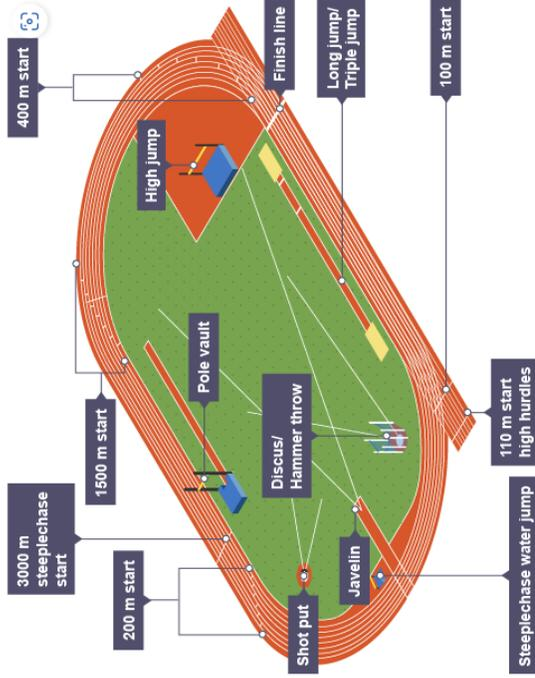 400 m start
Finish line
Long jump/
Triple jump
100 m start
High jump
Pole vault
1500 m start
Discus/
Hammer throw
110 m start
high hurdles
3000 m
steeplechase
start
200 m start
Shot put
Javelin
Steeplechase water jump